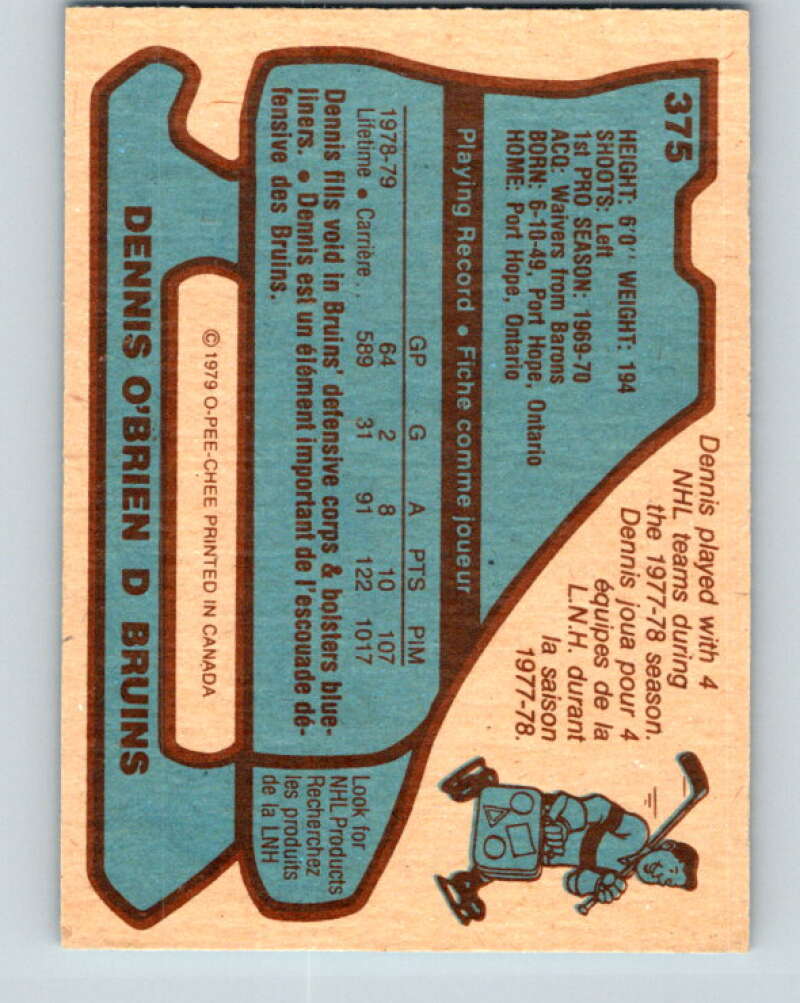 375
HEIGHT: 6'0'' WEIGHT: 194
SHOOTS: Left
1st PRO SEASON: 1969-70
ACQ: Waivers from Barons
BORN: 6-10-49, Port Hope, Ontario
HOME: Port Hope, Ontario
Dennis played with 4
NHL teams during
the 1977-78 season.
Dennis joua pour 4
équipes de la
L.N.H. durant
la saison
1977-78.
Playing Record • Fiche comme joueur
GP G A PTS PIM
1978-79 64 2 8 10 107
Lifetime • Carrière . . 589 31 91 122 1017
Dennis fills void in Bruins' defensive corps & bolsters blue-
liners. • Dennis est un élément important de l'escouade dé-
fensive des Bruins.
Look for
NHL Products
Recherchez
les produits
de la LNH
© 1979 O-PEE-CHEE PRINTED IN CANADA
DENNIS O'BRIEN D BRUINS